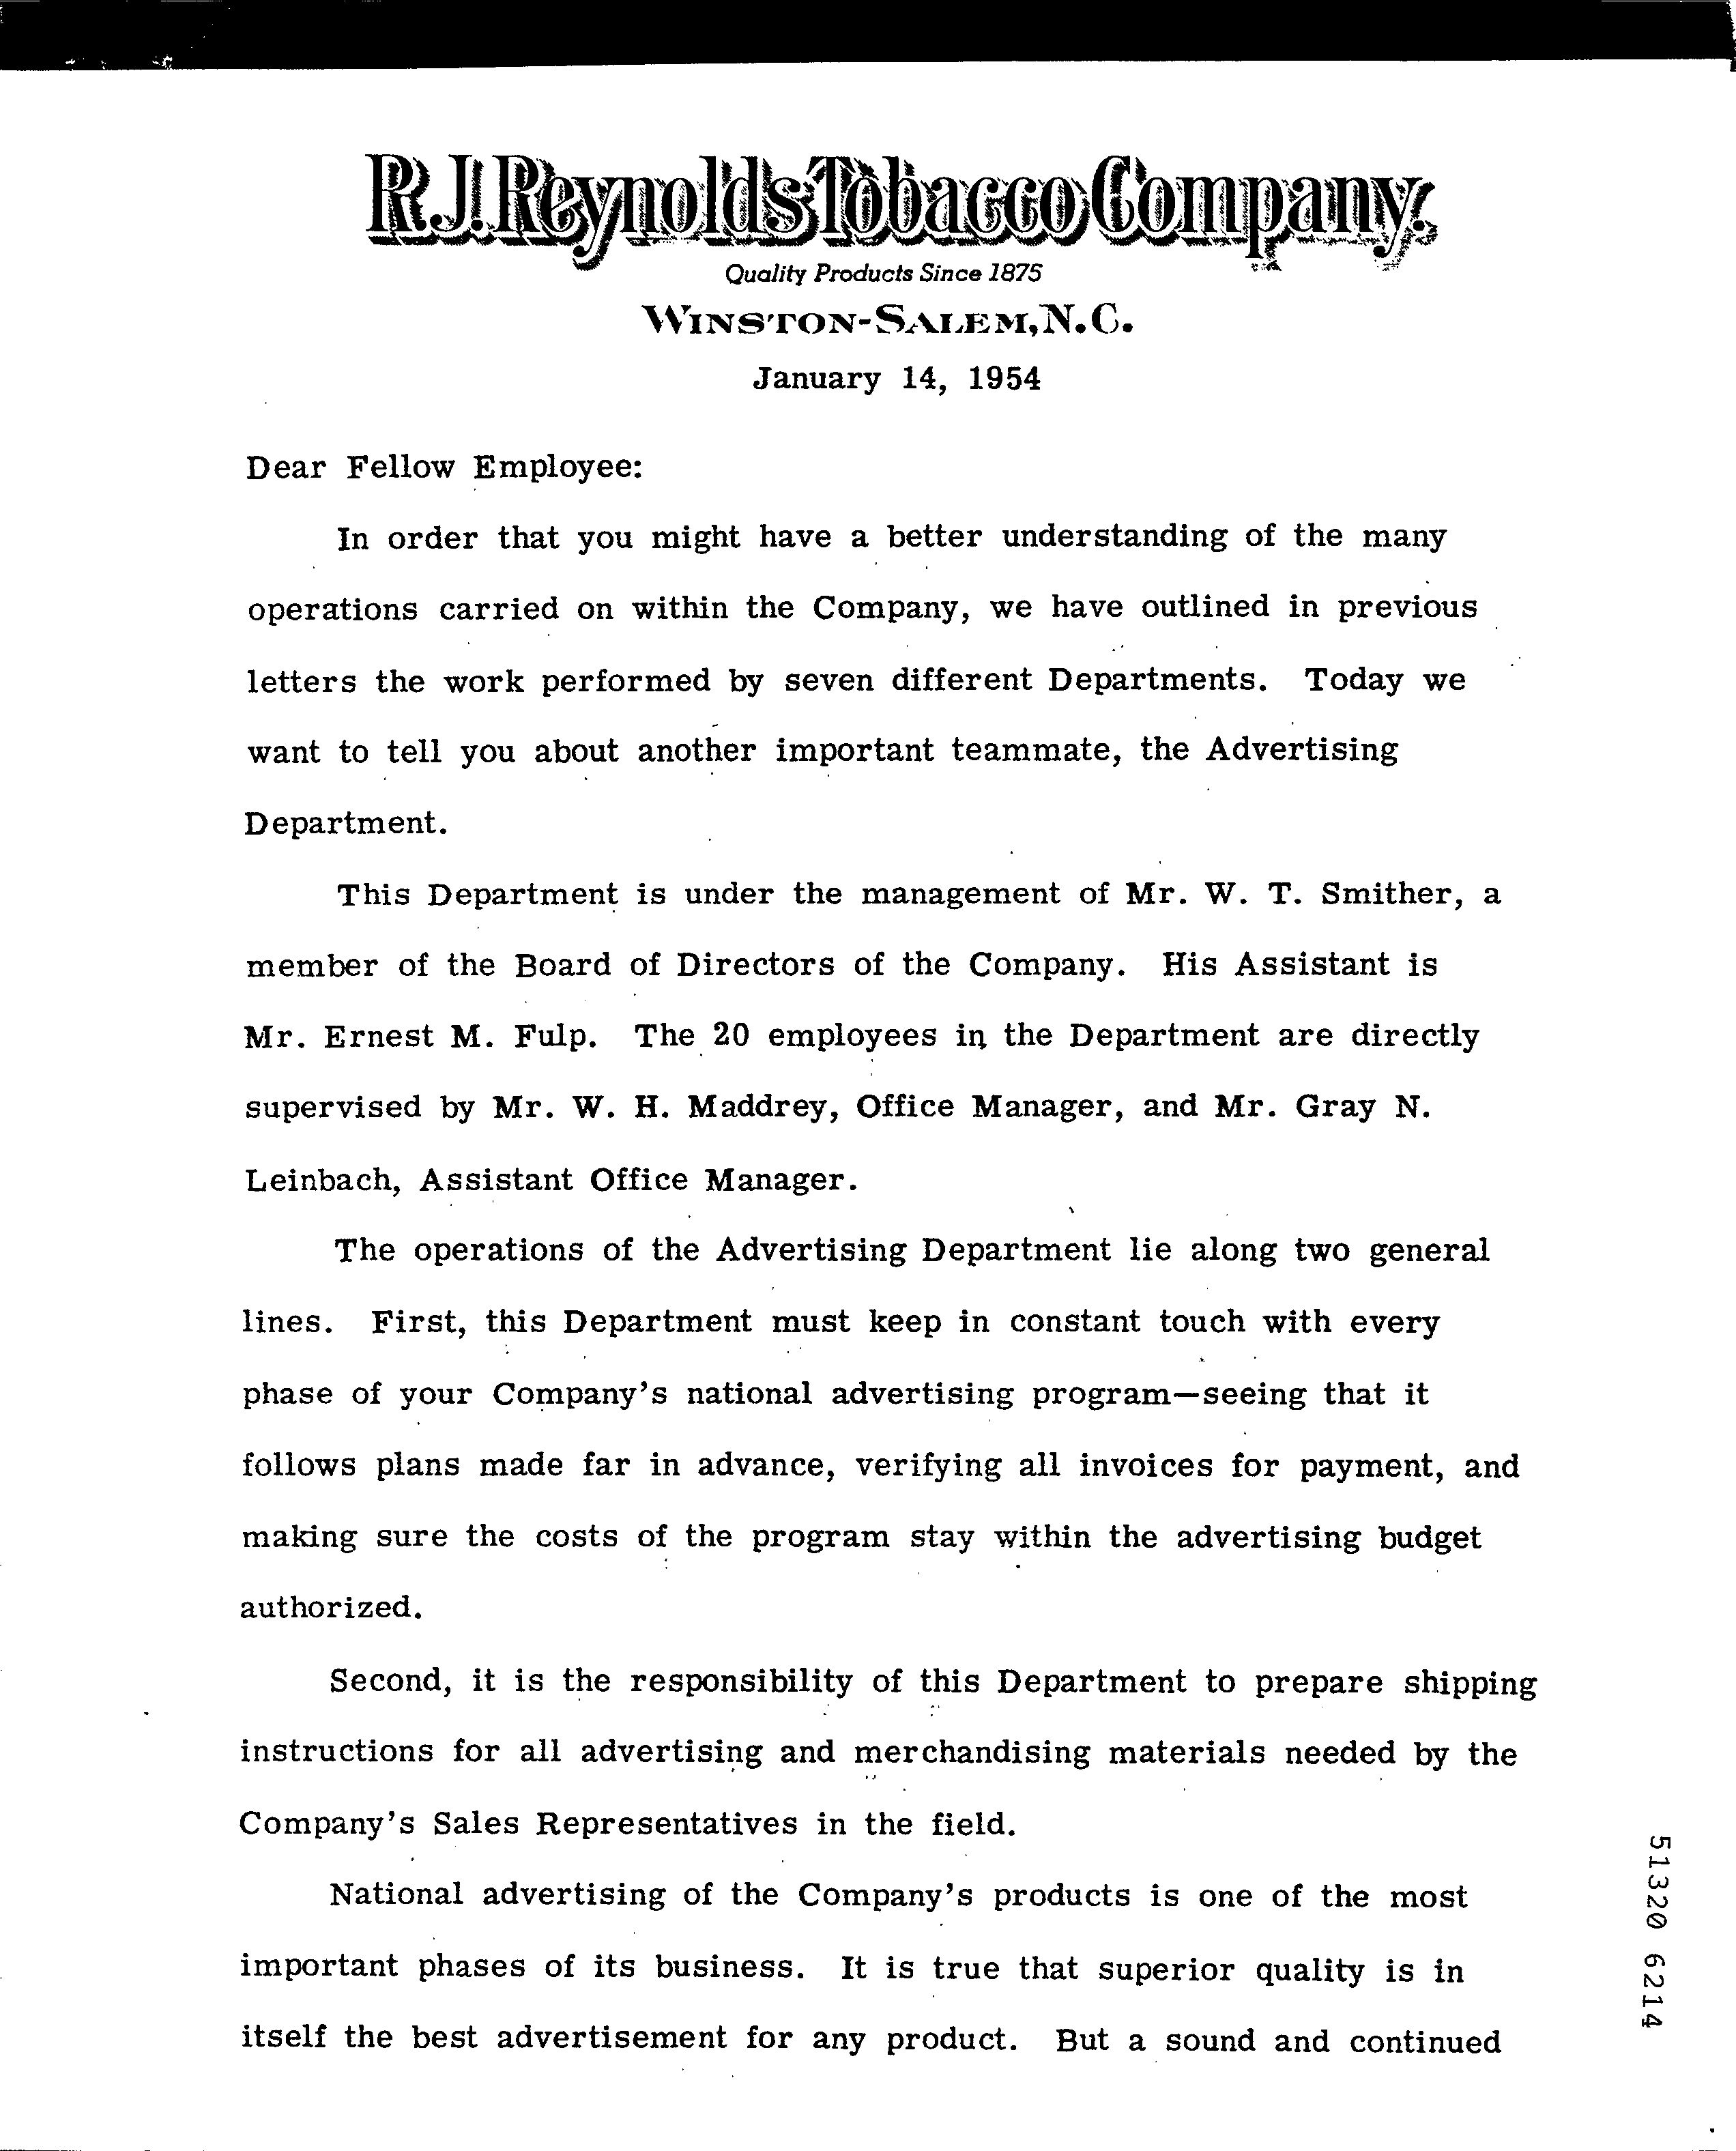 R. J. Reynolds Tobacco Company.
Quality Products Since 1875
WINSTON-SALEM, N. C.
January 14, 1954
Dear Fellow Employee:
In order that you might have a better understanding of the many
operations carried on within the Company, we have outlined in previous
letters the work performed by seven different Departments. Today we
want to tell you about another important teammate, the Advertising
Department.
This Department is under the management of Mr. W. T. Smither, a
member of the Board of Directors of the Company. His Assistant is
Mr. Ernest M. Fulp. The 20 employees in the Department are directly
supervised by Mr. W. H. Maddrey, Office Manager, and Mr. Gray N.
Leinbach, Assistant Office Manager.
The operations of the Advertising Department lie along two general
lines. First, this Department must keep in constant touch with every
phase of your Company's national advertising program—seeing that it
follows plans made far in advance, verifying all invoices for payment, and
making sure the costs of the program stay within the advertising budget
authorized.
Second, it is the responsibility of this Department to prepare shipping
instructions for all advertising and merchandising materials needed by the
Company's Sales Representatives in the field.
National advertising of the Company's products is one of the most
important phases of its business. It is true that superior quality is in
itself the best advertisement for any product. But a sound and continued
51320 6214